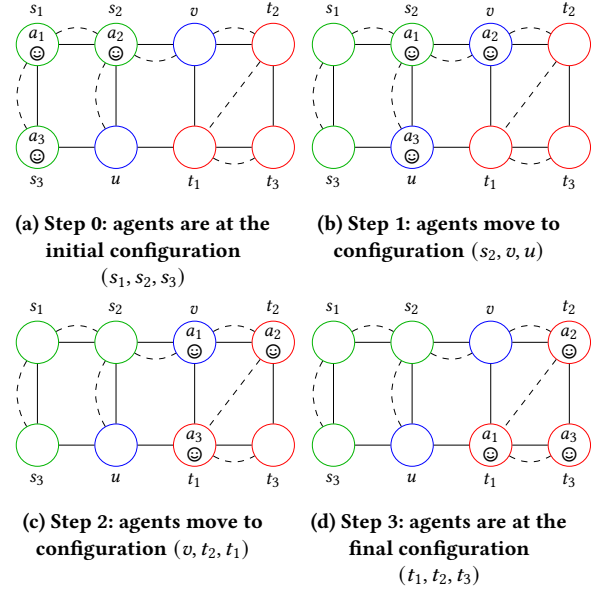 s₁ s₂ v t₂
a₁ a₂
a₃
s₃ u t₁ t₃
(a) Step 0: agents are at the
initial configuration
(s₁, s₂, s₃)
s₁ s₂ v t₂
a₁ a₂
a₃
s₃ u t₁ t₃
(b) Step 1: agents move to
configuration (s₂, v, u)
s₁ s₂ v t₂
a₁ a₂
a₃
s₃ u t₁ t₃
(c) Step 2: agents move to
configuration (v, t₂, t₁)
s₁ s₂ v t₂
a₂
a₁ a₃
s₃ u t₁ t₃
(d) Step 3: agents are at the
final configuration
(t₁, t₂, t₃)